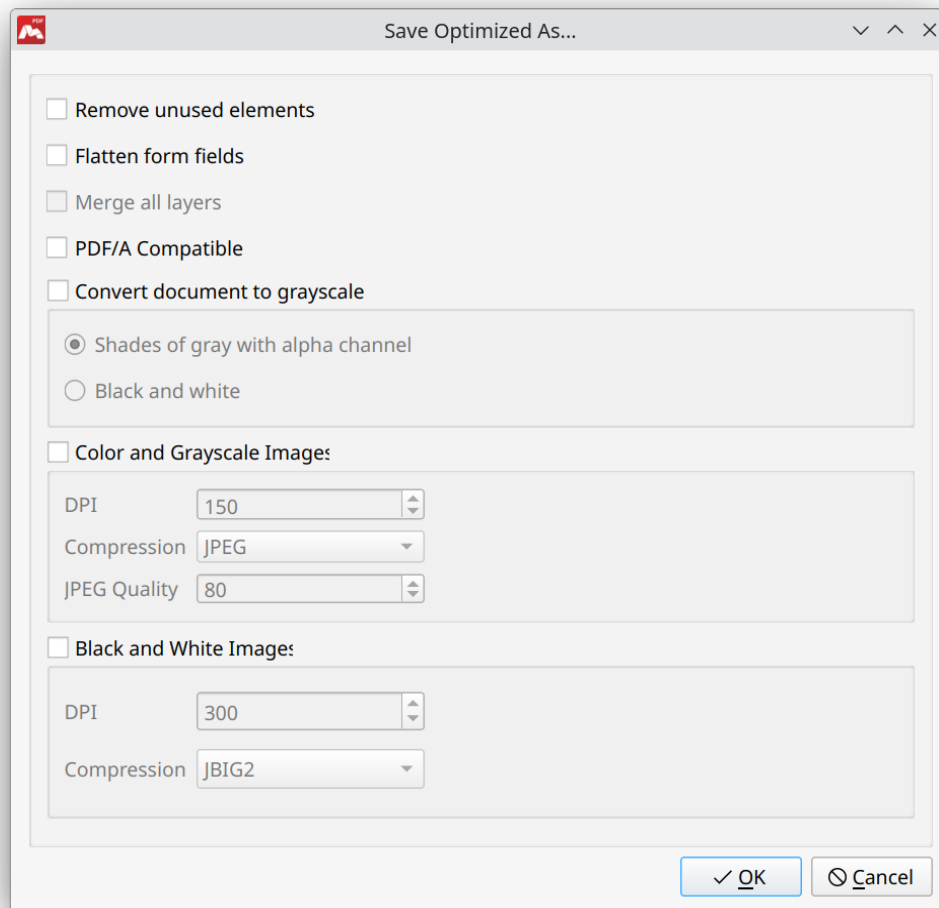 PDF
Save Optimized As...
Remove unused elements
Flatten form fields
Merge all layers
PDF/A Compatible
Convert document to grayscale
Shades of gray with alpha channel
Black and white
Color and Grayscale Images
DPI 150
Compression JPEG
JPEG Quality 80
Black and White Images
DPI 300
Compression JBIG2
OK Cancel